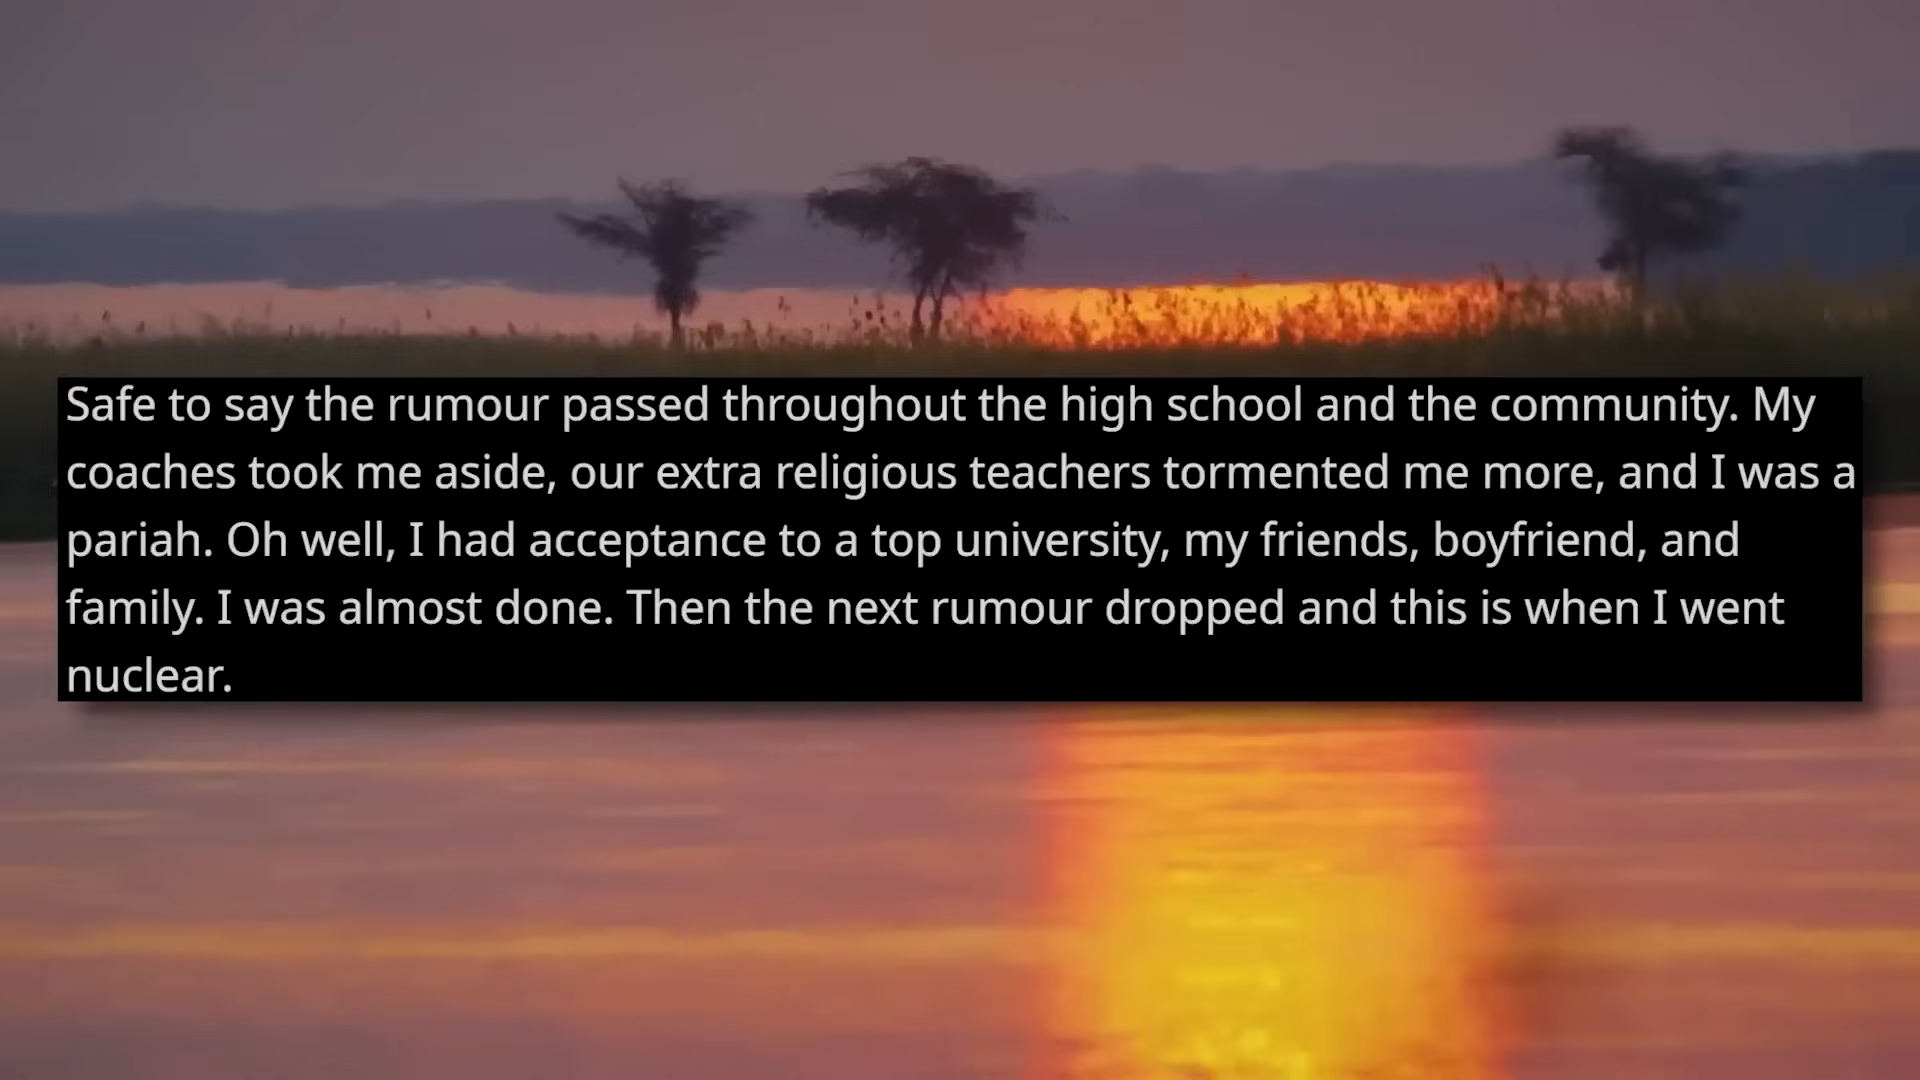 Safe to say the rumour passed throughout the high school and the community. My
coaches took me aside, our extra religious teachers tormented me more, and I was a
pariah. Oh well, I had acceptance to a top university, my friends, boyfriend, and
family. I was almost done. Then the next rumour dropped and this is when I went
nuclear.